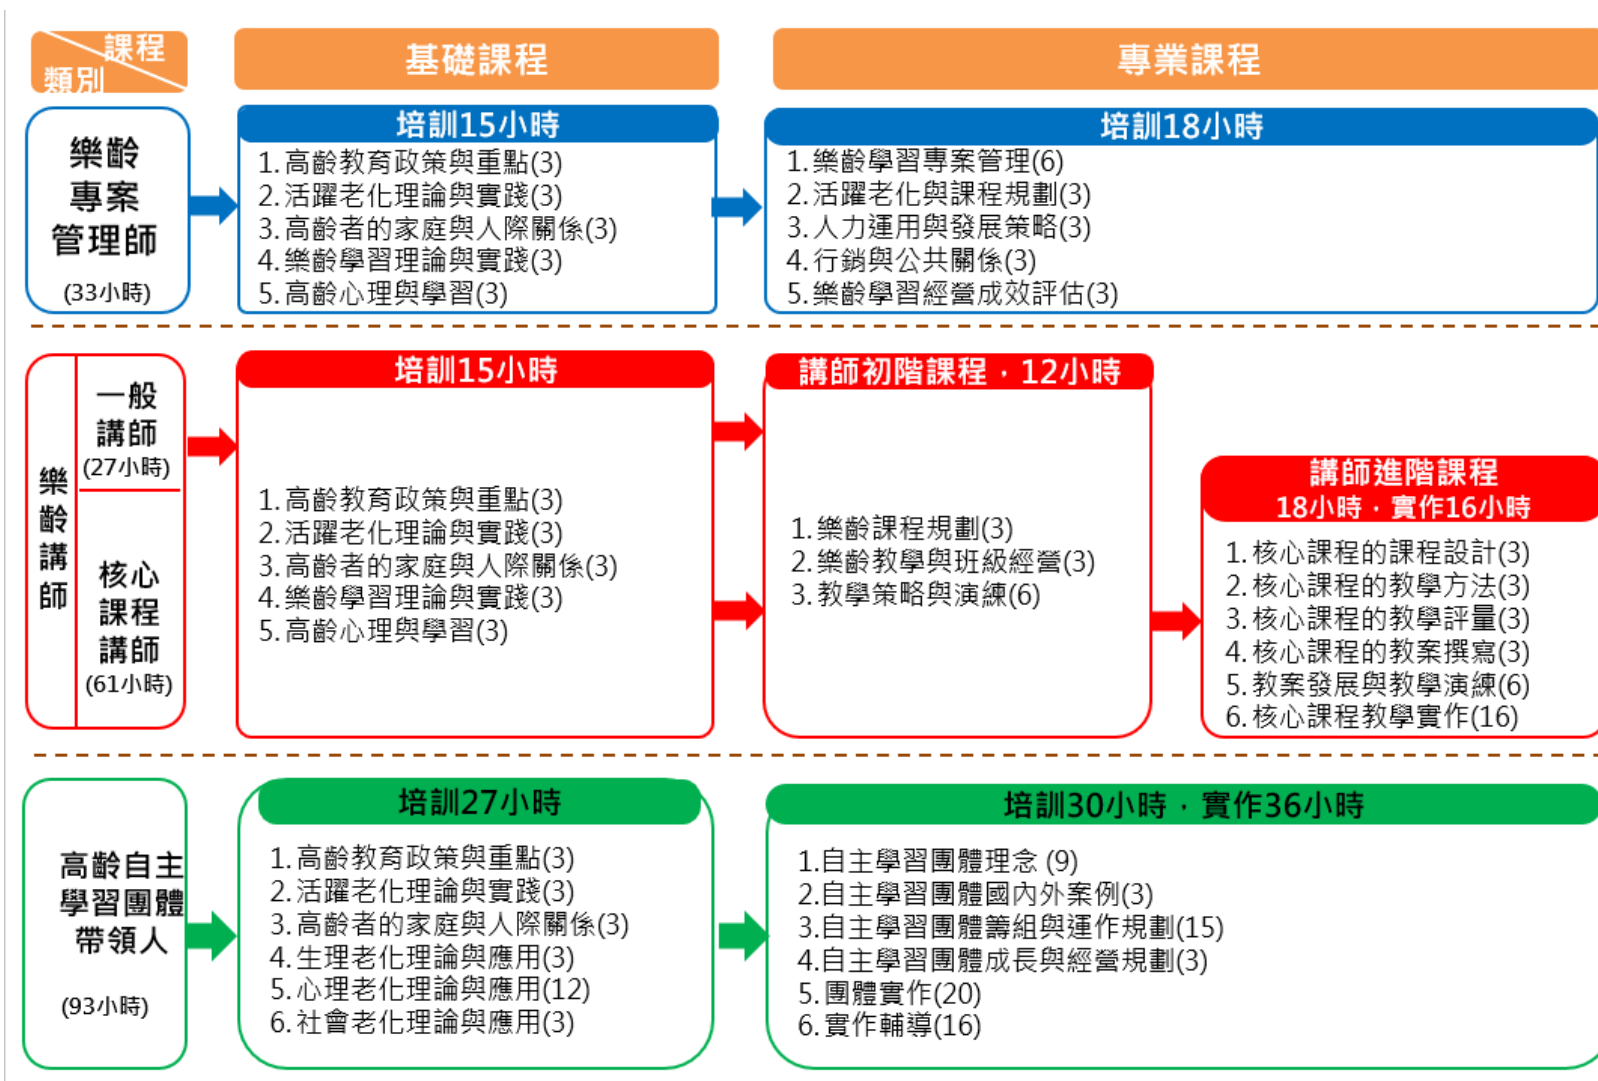 課程
類別
基礎課程
專業課程
樂齡
專案
管理師
(33小時)
培訓15小時
1.高齡教育政策與重點(3)
2.活躍老化理論與實踐(3)
3.高齡者的家庭與人際關係(3)
4.樂齡學習理論與實踐(3)
5.高齡心理與學習(3)
培訓18小時
1.樂齡學習專案管理(6)
2.活躍老化與課程規劃(3)
3.人力運用與發展策略(3)
4.行銷與公共關係(3)
5.樂齡學習經營成效評估(3)
樂齡講師
一般
講師
(27小時)
核心
課程
講師
(61小時)
培訓15小時
1.高齡教育政策與重點(3)
2.活躍老化理論與實踐(3)
3.高齡者的家庭與人際關係(3)
4.樂齡學習理論與實踐(3)
5.高齡心理與學習(3)
講師初階課程，12小時
1.樂齡課程規劃(3)
2.樂齡教學與班級經營(3)
3.教學策略與演練(6)
講師進階課程
18小時，實作16小時
1.核心課程的課程設計(3)
2.核心課程的教學方法(3)
3.核心課程的教學評量(3)
4.核心課程的教案撰寫(3)
5.教案發展與教學演練(6)
6.核心課程教學實作(16)
高齡自主
學習團體
帶領人
(93小時)
培訓27小時
1.高齡教育政策與重點(3)
2.活躍老化理論與實踐(3)
3.高齡者的家庭與人際關係(3)
4.生理老化理論與應用(3)
5.心理老化理論與應用(12)
6.社會老化理論與應用(3)
培訓30小時，實作36小時
1.自主學習團體理念 (9)
2.自主學習團體國內外案例(3)
3.自主學習團體籌組與運作規劃(15)
4.自主學習團體成長與經營規劃(3)
5.團體實作(20)
6.實作輔導(16)